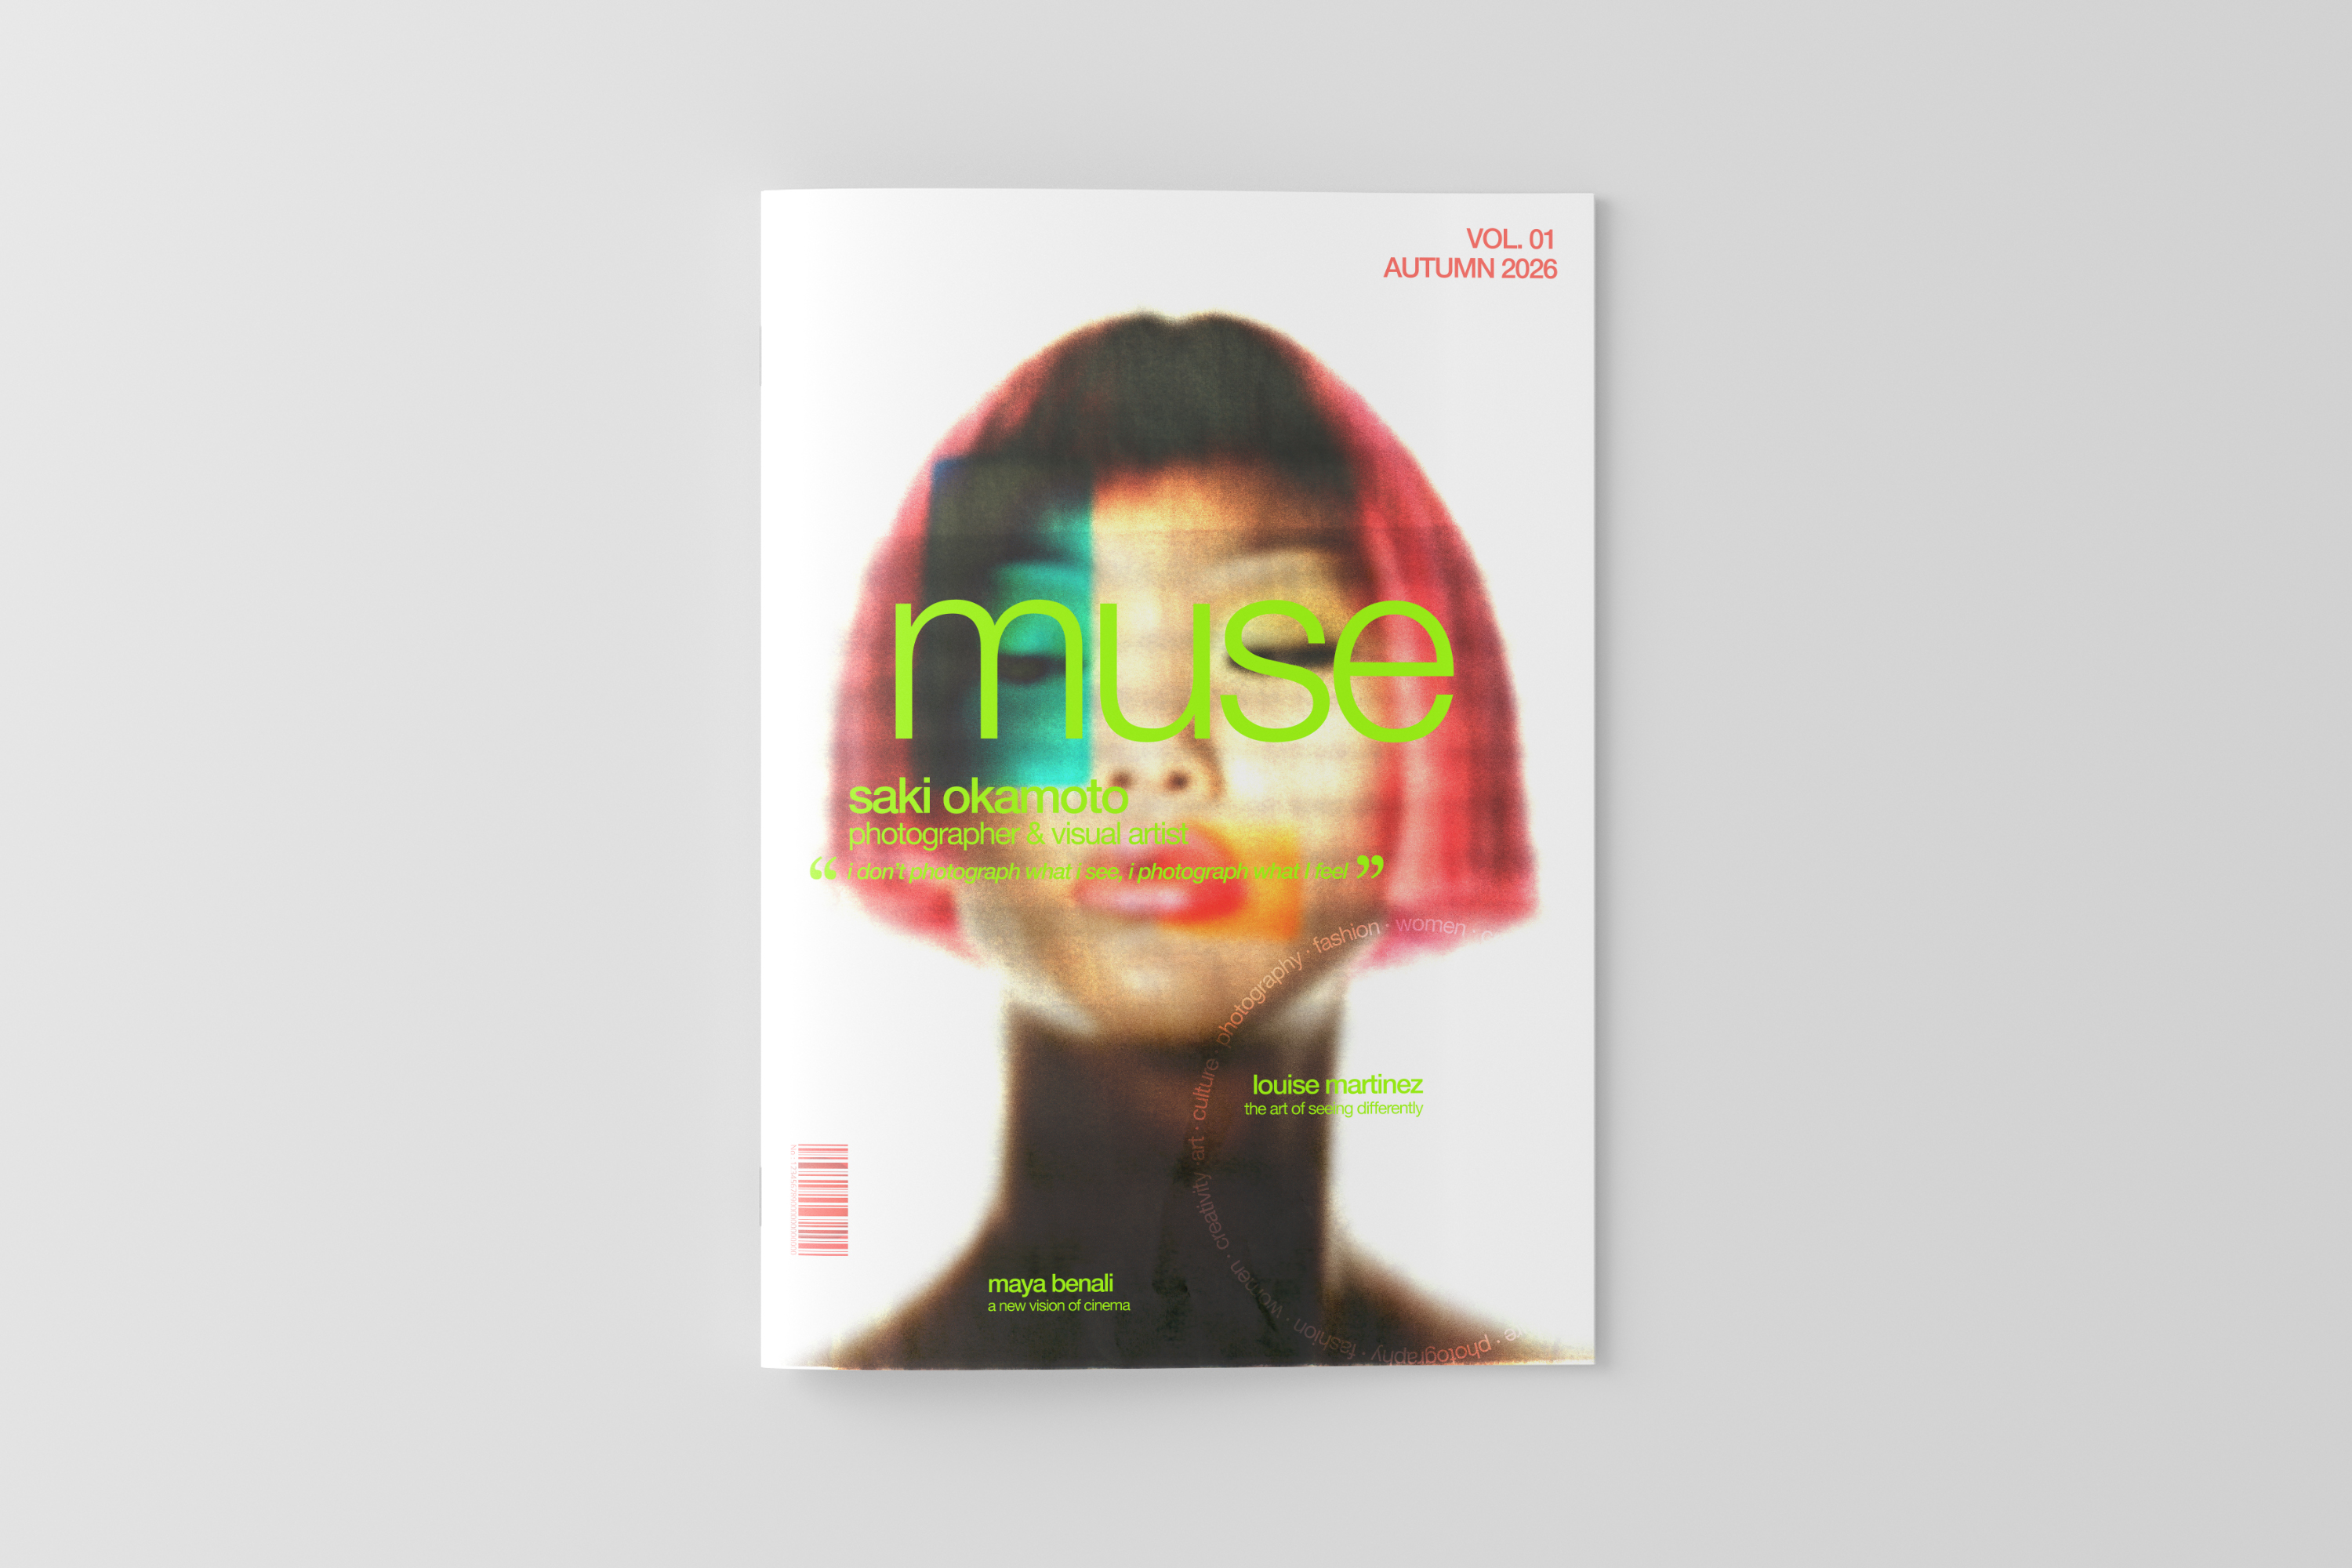 VOL. 01
AUTUMN 2026
muse
saki okamoto
photographer & visual artist
“ i don't photograph what i see, i photograph what i feel ”
louise martinez
the art of seeing differently
maya benali
a new vision of cinema
photography · fashion · women · creativity · art · culture · photography · fashion · women ·